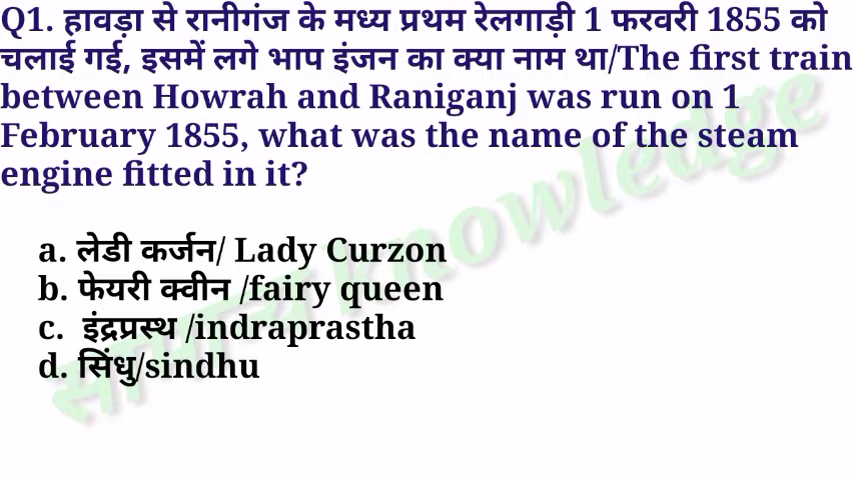 Q1. हावड़ा से रानीगंज के मध्य प्रथम रेलगाड़ी 1 फरवरी 1855 को
चलाई गई, इसमें लगे भाप इंजन का क्या नाम था/The first train
between Howrah and Raniganj was run on 1
February 1855, what was the name of the steam
engine fitted in it?
a. लेडी कर्जन/ Lady Curzon
b. फेयरी क्वीन /fairy queen
c. इंद्रप्रस्थ /indraprastha
d. सिंधु/sindhu
सामान्य knowledge